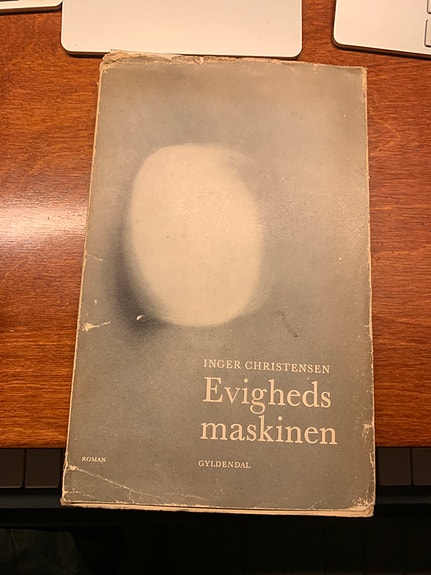 INGER CHRISTENSEN
Evigheds
maskinen
ROMAN
GYLDENDAL